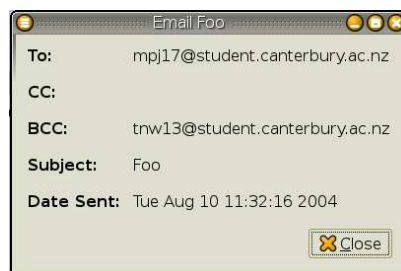 Email Foo
To: mpj17@student.canterbury.ac.nz
CC:
BCC: tnw13@student.canterbury.ac.nz
Subject: Foo
Date Sent: Tue Aug 10 11:32:16 2004
Close